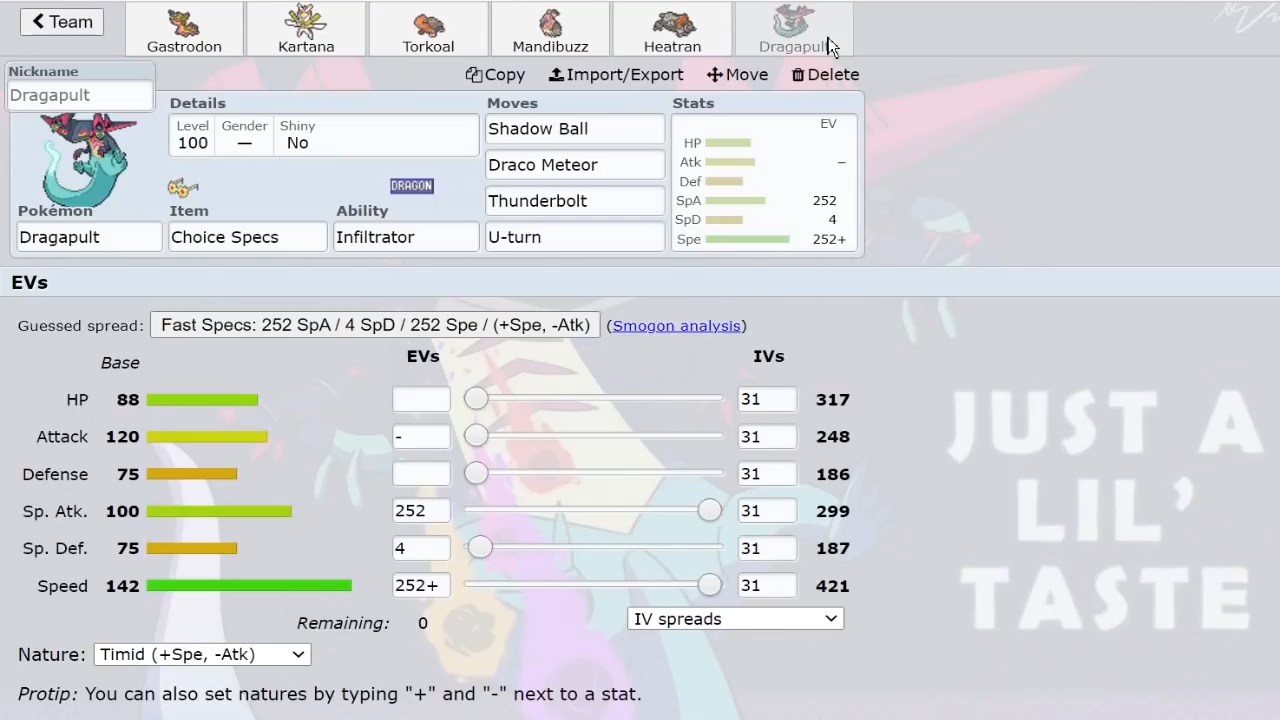 Team
Gastrodon
Kartana
Torkoal
Mandibuzz
Heatran
Dragapult
Copy
Import/Export
Move
Delete
Nickname
Dragapult
Details
Level
100
Gender
—
Shiny
No
DRAGON
Pokémon
Dragapult
Item
Choice Specs
Ability
Infiltrator
Moves
Shadow Ball
Draco Meteor
Thunderbolt
U-turn
Stats
EV
HP
Atk –
Def
SpA 252
SpD 4
Spe 252+
EVs
Guessed spread: Fast Specs: 252 SpA / 4 SpD / 252 Spe / (+Spe, -Atk) (Smogon analysis)
Base EVs IVs
HP 88 31 317
Attack 120 - 31 248
Defense 75 31 186
Sp. Atk. 100 252 31 299
Sp. Def. 75 4 31 187
Speed 142 252+ 31 421
Remaining: 0 IV spreads
Nature: Timid (+Spe, -Atk)
Protip: You can also set natures by typing "+" and "-" next to a stat.
JUST A
LIL'
TASTE